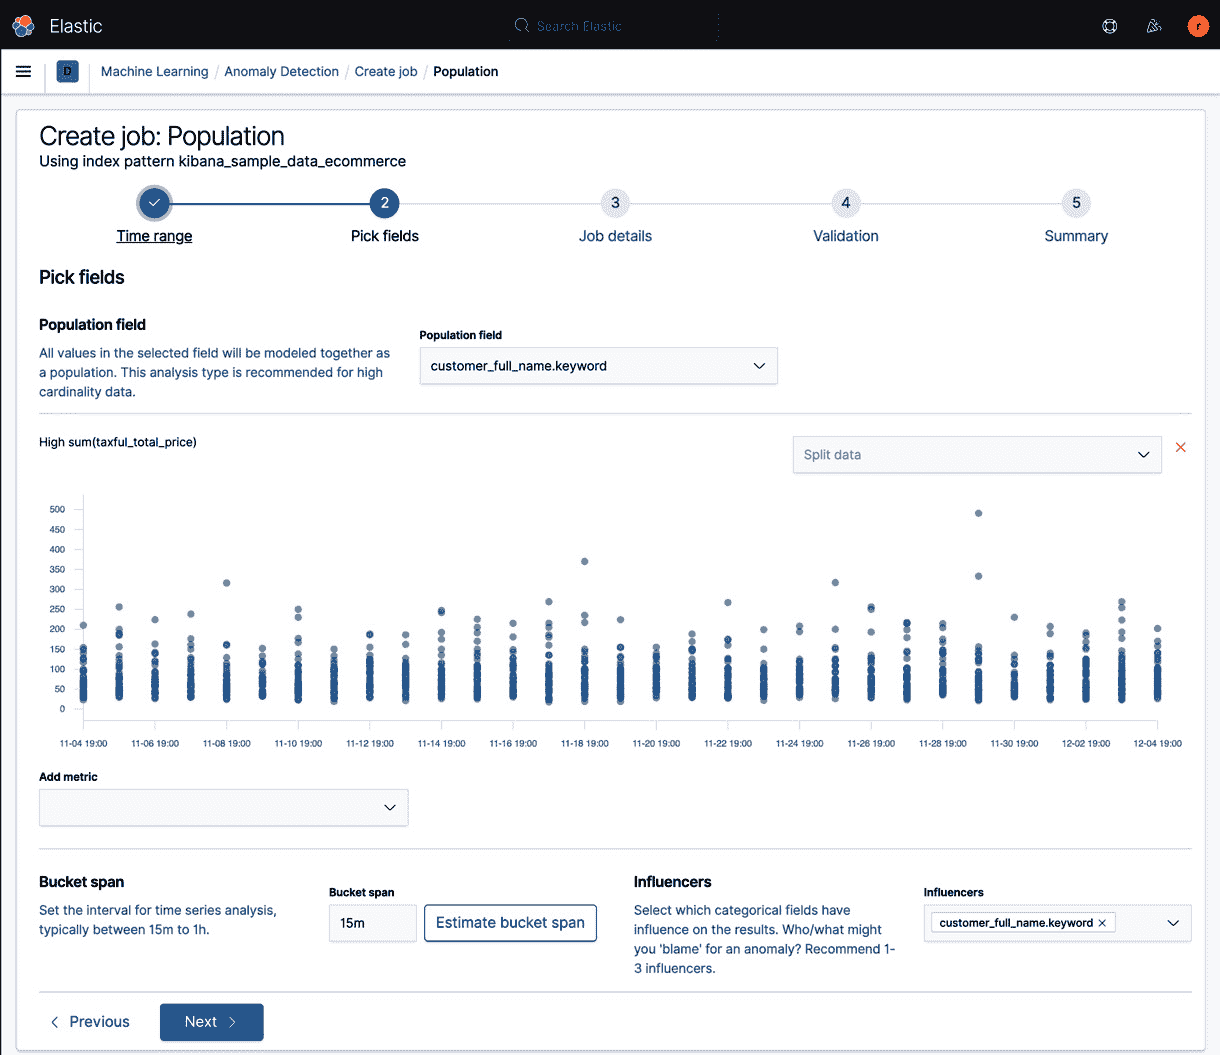 Elastic
Search Elastic
r
D
Machine Learning / Anomaly Detection / Create job / Population
Create job: Population
Using index pattern kibana_sample_data_ecommerce
2
3
4
5
Time range
Pick fields
Job details
Validation
Summary
Pick fields
Population field
All values in the selected field will be modeled together as
a population. This analysis type is recommended for high
cardinality data.
Population field
customer_full_name.keyword
High sum(taxful_total_price)
Split data
500
450
400
350
300
250
200
150
100
50
0
11-04 19:00
11-06 19:00
11-08 19:00
11-10 19:00
11-12 19:00
11-14 19:00
11-16 19:00
11-18 19:00
11-20 19:00
11-22 19:00
11-24 19:00
11-26 19:00
11-28 19:00
11-30 19:00
12-02 19:00
12-04 19:00
Add metric
Bucket span
Set the interval for time series analysis,
typically between 15m to 1h.
Bucket span
15m
Estimate bucket span
Influencers
Select which categorical fields have
influence on the results. Who/what might
you 'blame' for an anomaly? Recommend 1-
3 influencers.
Influencers
customer_full_name.keyword
Previous
Next